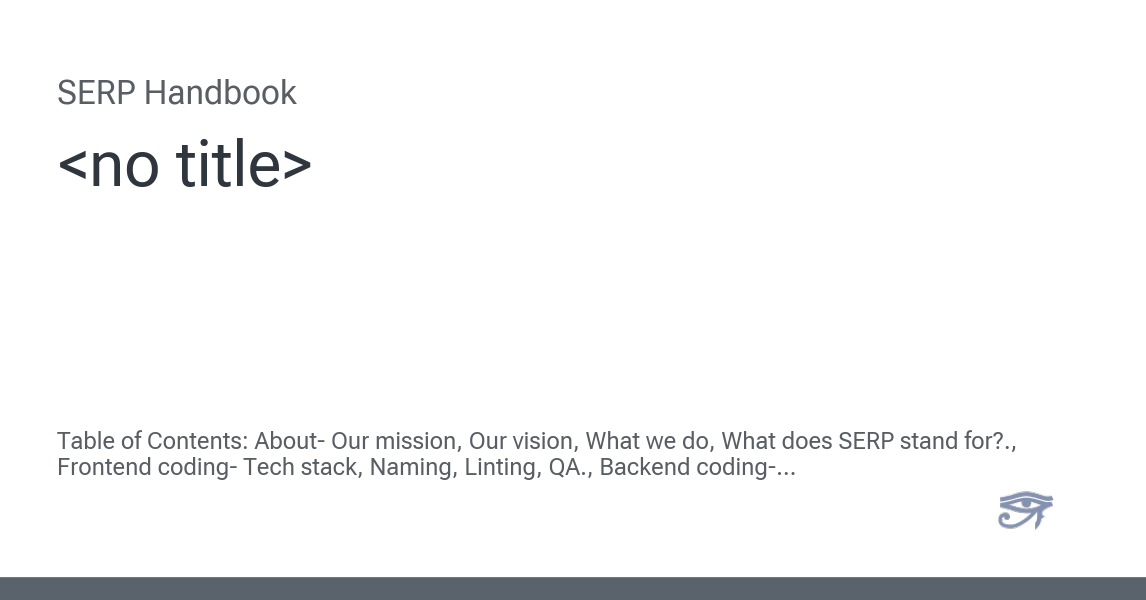 SERP Handbook
<no title>
Table of Contents: About- Our mission, Our vision, What we do, What does SERP stand for?.,
Frontend coding- Tech stack, Naming, Linting, QA., Backend coding-...